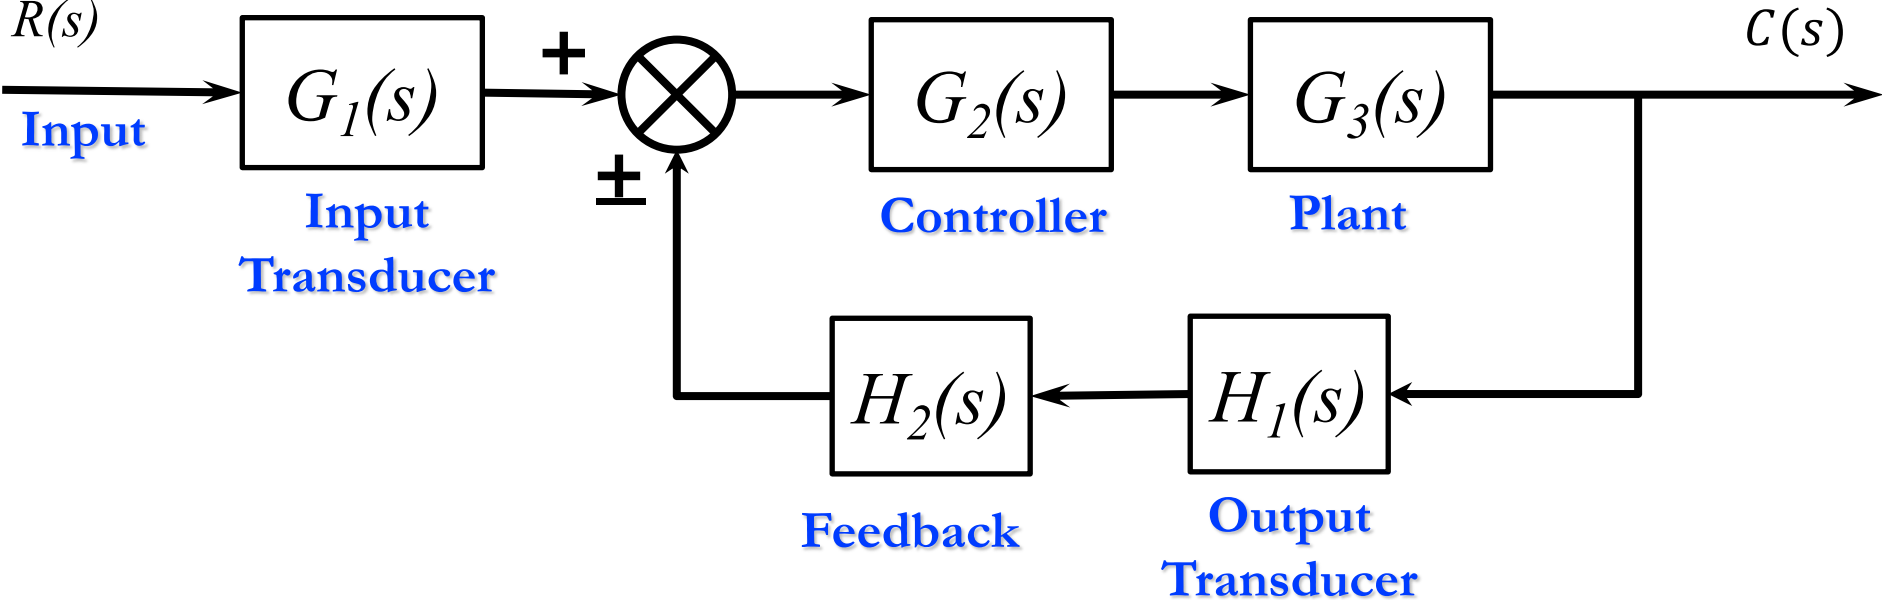 R(s)
C(s)
+
G1(s)
G2(s)
G3(s)
Input
±
Input
Transducer
Controller
Plant
H2(s)
H1(s)
Feedback
Output
Transducer